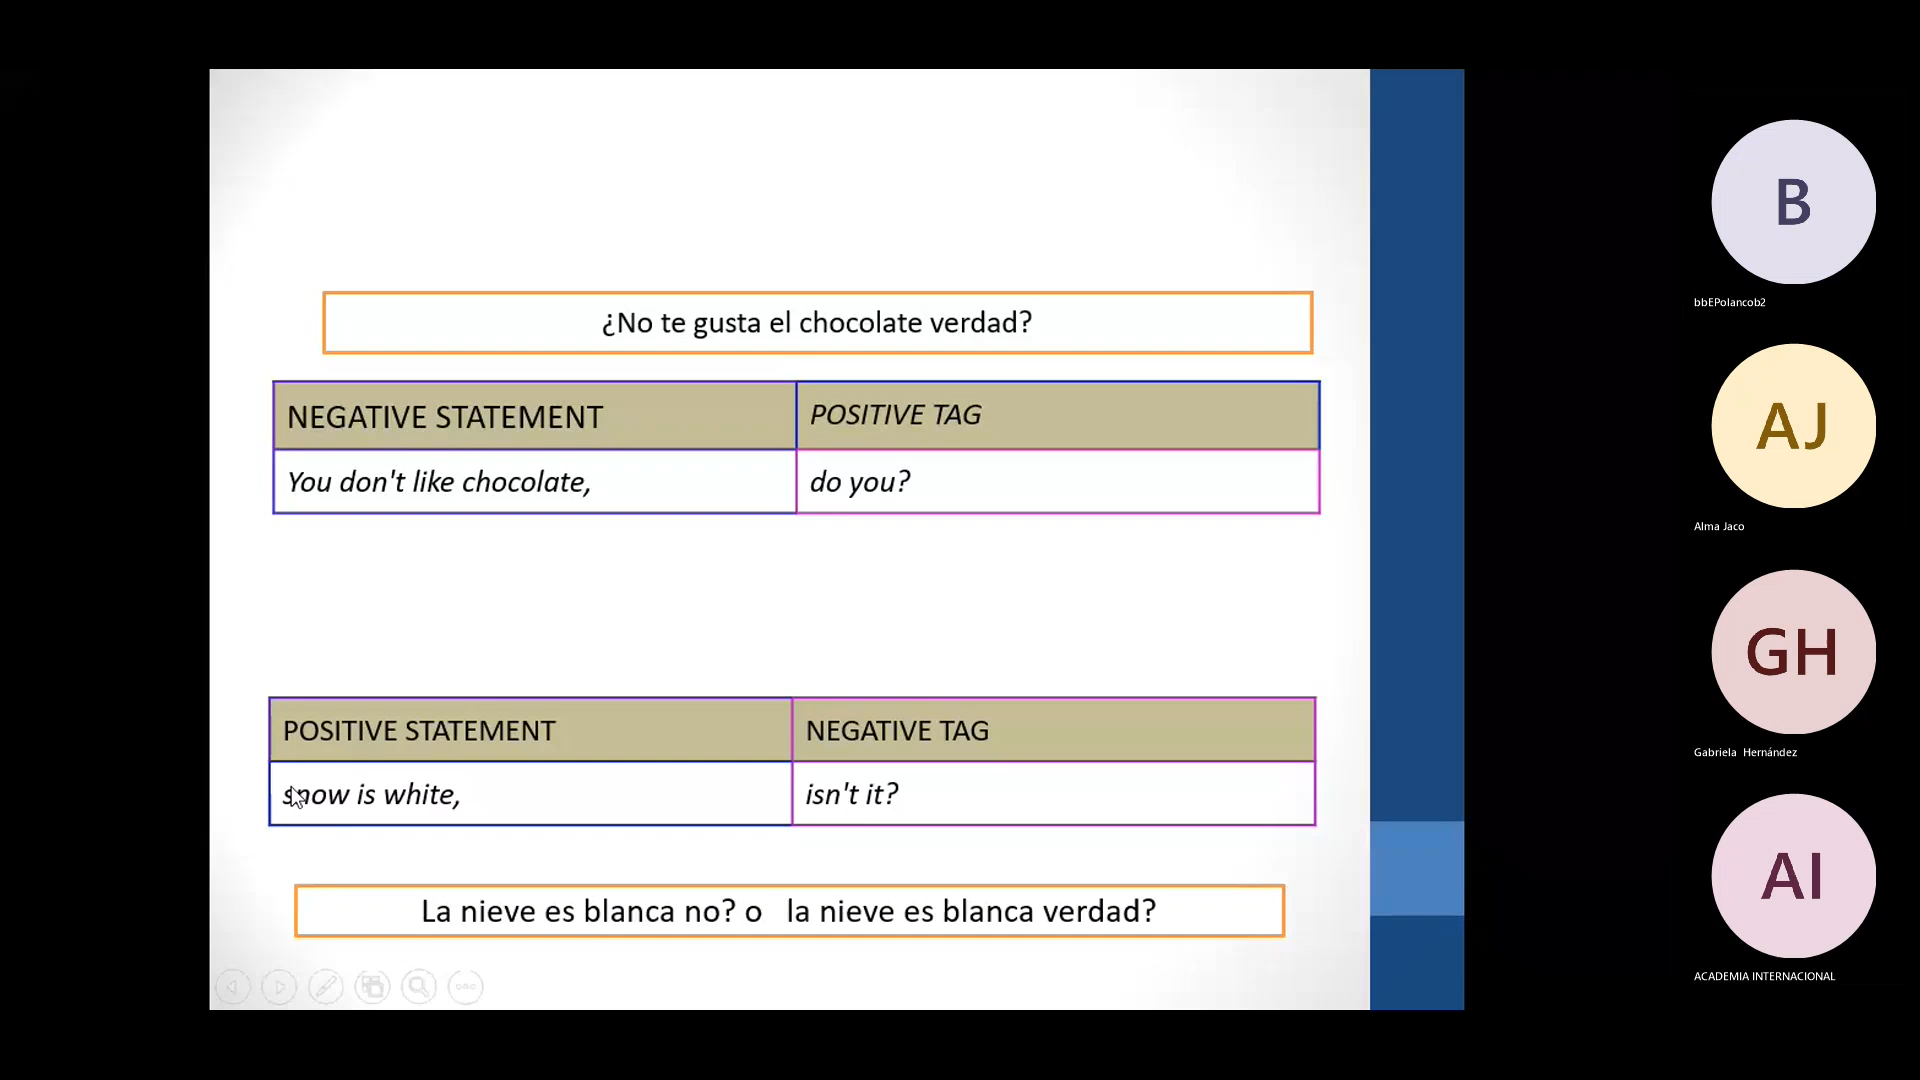 ¿No te gusta el chocolate verdad?
NEGATIVE STATEMENT
POSITIVE TAG
You don't like chocolate,
do you?
POSITIVE STATEMENT
NEGATIVE TAG
snow is white,
isn't it?
La nieve es blanca no? o la nieve es blanca verdad?
B
bbEPolancob2
AJ
Alma Jaco
GH
Gabriela Hernández
AI
ACADEMIA INTERNACIONAL